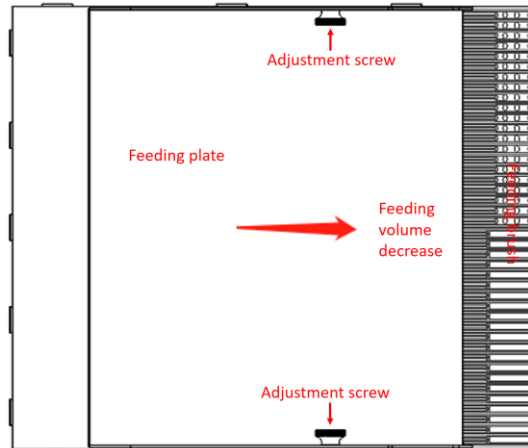 Adjustment screw
Feeding plate
Feeding
volume
decrease
Feeding brush
Adjustment screw